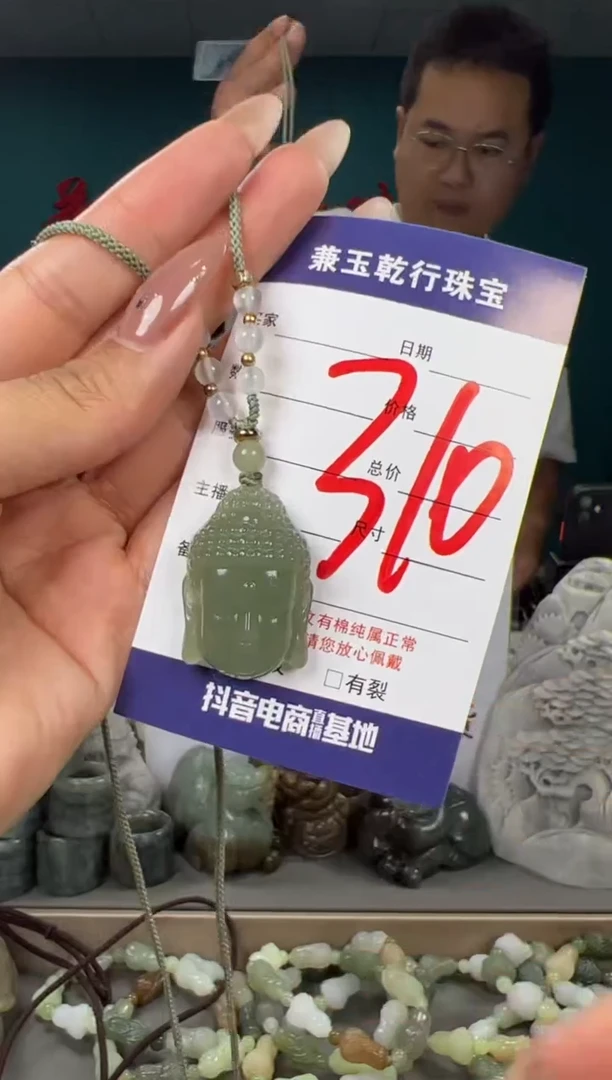 兼玉乾行珠宝
日期
价格
总价
尺寸
主播
310
有棉纯属正常
请您放心佩戴
□有裂
抖音电商直播基地